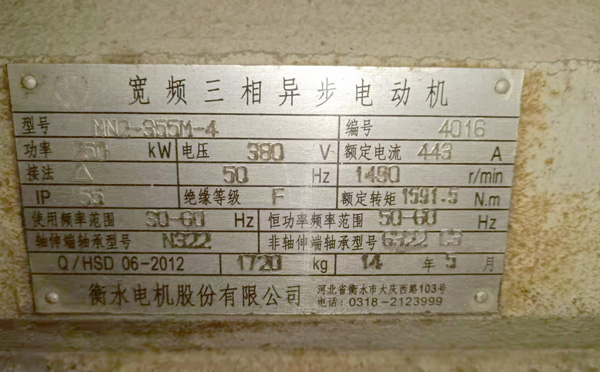 宽频三相异步电动机
型号 NN2-355M-4 编号 4016
功率 kW 电压 380 V 额定电流 443 A
接法 △ 50 Hz 1490 r/min
IP 55 绝缘等级 F 额定转矩 1591.5 N.m
使用频率范围 30-60 Hz 恒功率频率范围 50-60 Hz
轴伸端轴承型号 N322 非轴伸端轴承型号 6322 C3
Q/HSD 06-2012 1720 kg 14 年 5 月
衡水电机股份有限公司 河北省衡水市大庆西路103号
电话: 0318-2123999